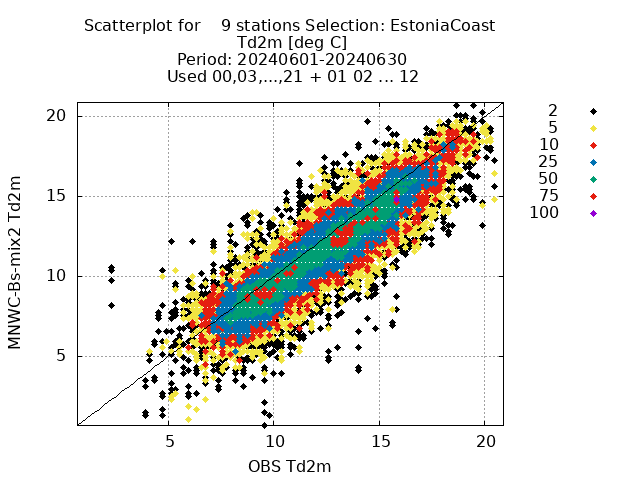 Scatterplot for    9 stations Selection: EstoniaCoast
Td2m [deg C]
Period: 20240601-20240630
Used 00,03,...,21 + 01 02 ... 12
MNWC-Bs-mix2 Td2m
20
15
10
5
5 10 15 20
OBS Td2m
2
5
10
25
50
75
100